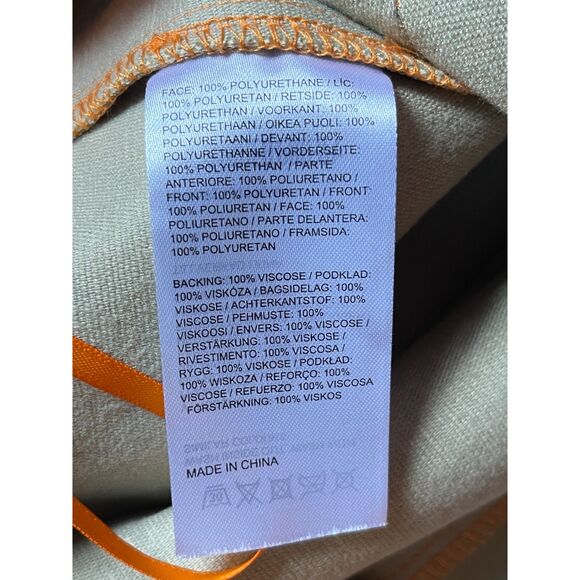 FACE: 100% POLYURETHANE / LÍC:
100% POLYURETAN / RETSIDE: 100%
POLYURETHAN / VOORKANT: 100%
POLYURETHAAN / OIKEA PUOLI: 100%
POLYURETAANI / DEVANT: 100%
POLYURETHANNE / VORDERSEITE:
100% POLYURETHAN / PARTE
ANTERIORE: 100% POLIURETANO /
FRONT: 100% POLYURETAN / FRONT
: 100% POLIURETAN / FACE: 100%
POLIURETANO / PARTE DELANTERA:
100% POLIURETANO / FRAMSIDA:
100% POLYURETAN
BACKING: 100% VISCOSE / PODKLAD:
100% VISKÓZA / BAGSIDELAG: 100%
VISKOSE / ACHTERKANTSTOF: 100%
VISCOSE / PEHMUSTE: 100%
VISKOOSI / ENVERS: 100% VISCOSE /
VERSTÄRKUNG: 100% VISKOSE /
RIVESTIMENTO: 100% VISCOSA /
RYGG: 100% VISKOSE / PODKŁAD:
100% WISKOZA / REFORÇO: 100%
VISCOSE / REFUERZO: 100% VISCOSA
/ FÖRSTÄRKNING: 100% VISKOS
MADE IN CHINA